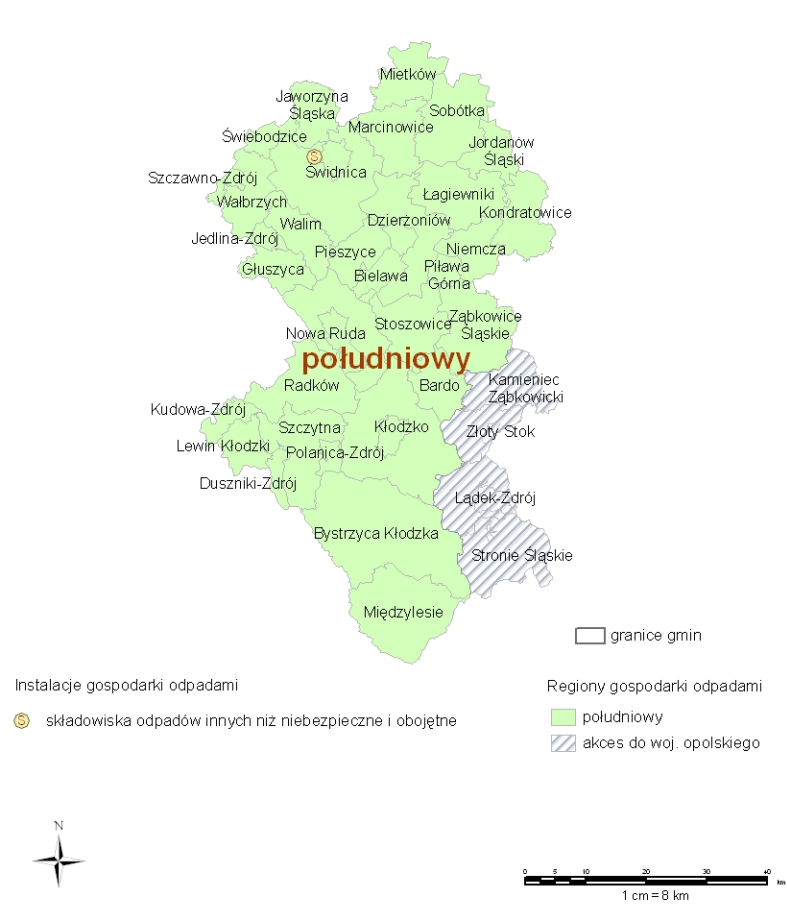 Mietków
Jaworzyna
Śląska
Sobótka
Marcinowice
Świebodzice
Jordanów
Śląski
S
Świdnica
Szczawno-Zdrój
Łagiewniki
Wałbrzych
Kondratowice
Dzierżoniów
Walim
Jedlina-Zdrój
Pieszyce
Niemcza
Głuszyca
Bielawa
Piława
Górna
Ząbkowice
Śląskie
Stoszowice
Nowa Ruda
południowy
Radków
Bardo
Kamieniec
Ząbkowicki
Kudowa-Zdrój
Szczytna
Kłodzko
Złoty Stok
Lewin Kłodzki
Polanica-Zdrój
Duszniki-Zdrój
Lądek-Zdrój
Bystrzyca Kłodzka
Stronie Śląskie
Międzylesie
granice gmin
Instalacje gospodarki odpadami
S składowiska odpadów innych niż niebezpieczne i obojętne
Regiony gospodarki odpadami
południowy
akces do woj. opolskiego
N
0 5 10 20 30 40
km
1 cm = 8 km